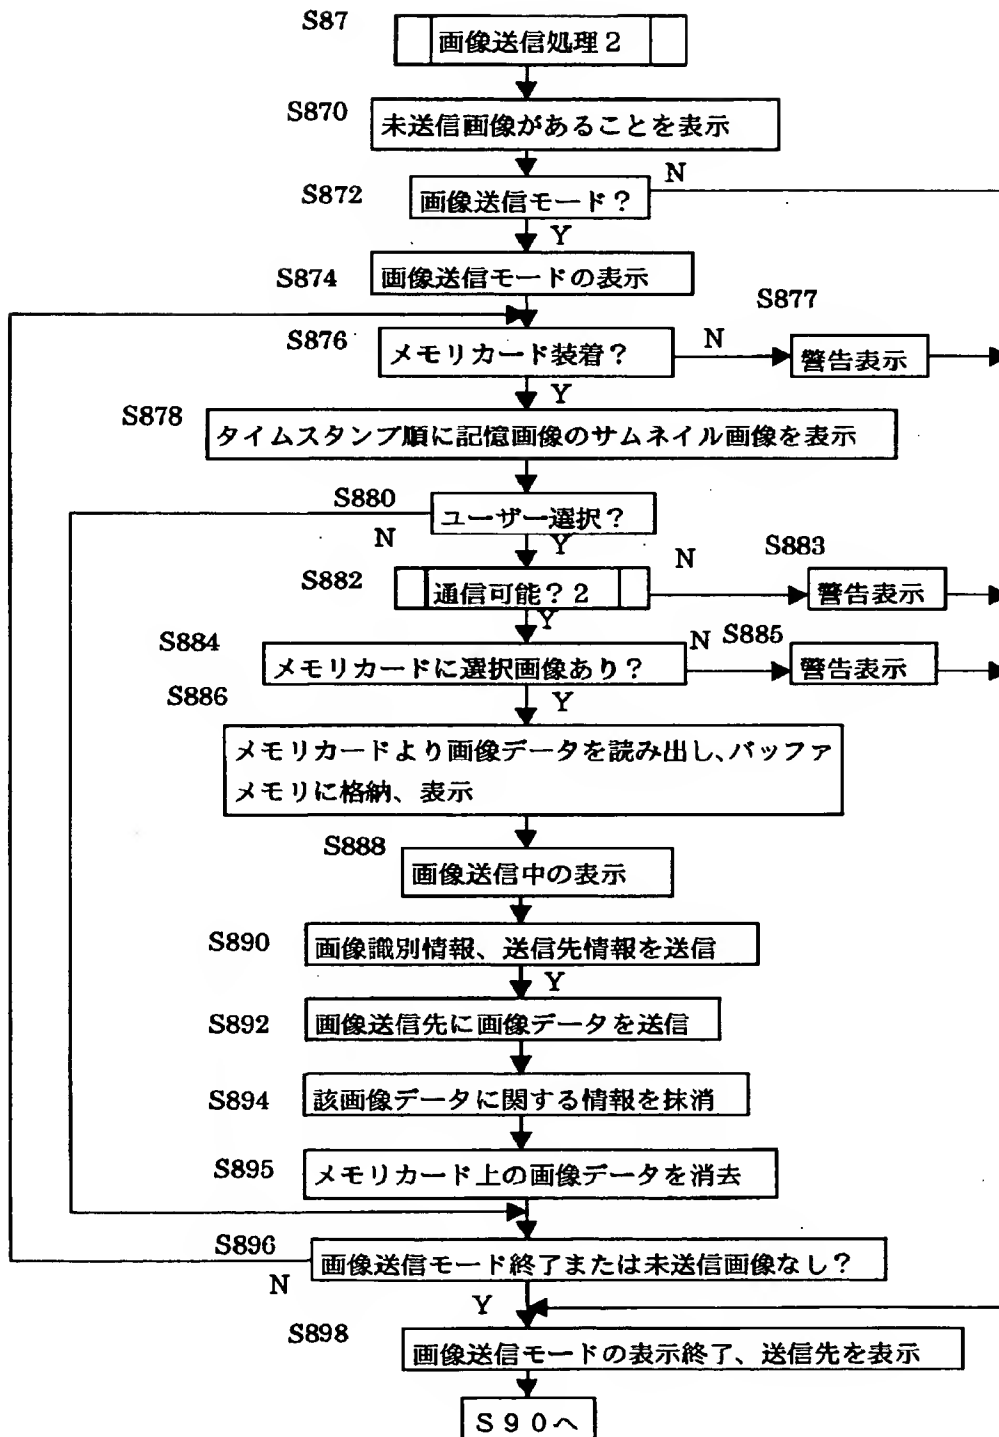 S87
画像送信処理2
S870
未送信画像があることを表示
S872
画像送信モード?
N
Y
S874
画像送信モードの表示
S877
S876
メモリカード装着?
N
警告表示
Y
S878
タイムスタンプ順に記憶画像のサムネイル画像を表示
S880
ユーザー選択?
N
Y
S882
通信可能?2
N
S883
警告表示
Y
S884
メモリカードに選択画像あり?
N
S885
警告表示
S886
Y
メモリカードより画像データを読み出し、バッファ
メモリに格納、表示
S888
画像送信中の表示
S890
画像識別情報、送信先情報を送信
Y
S892
画像送信先に画像データを送信
S894
該画像データに関する情報を抹消
S895
メモリカード上の画像データを消去
S896
画像送信モード終了または未送信画像なし?
N
Y
S898
画像送信モードの表示終了、送信先を表示
S90へ